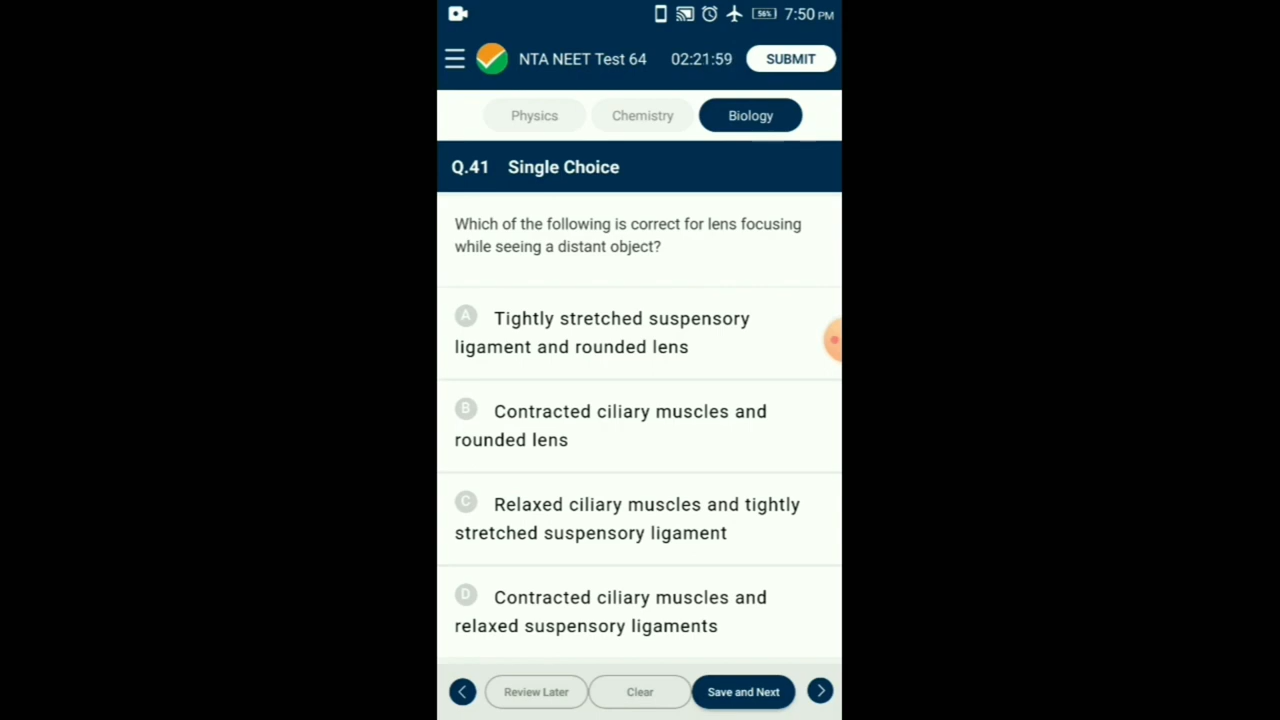 56% 7:50 PM
NTA NEET Test 64 02:21:59 SUBMIT
Physics Chemistry Biology
Q.41 Single Choice
Which of the following is correct for lens focusing
while seeing a distant object?
A Tightly stretched suspensory
ligament and rounded lens
B Contracted ciliary muscles and
rounded lens
C Relaxed ciliary muscles and tightly
stretched suspensory ligament
D Contracted ciliary muscles and
relaxed suspensory ligaments
Review Later Clear Save and Next